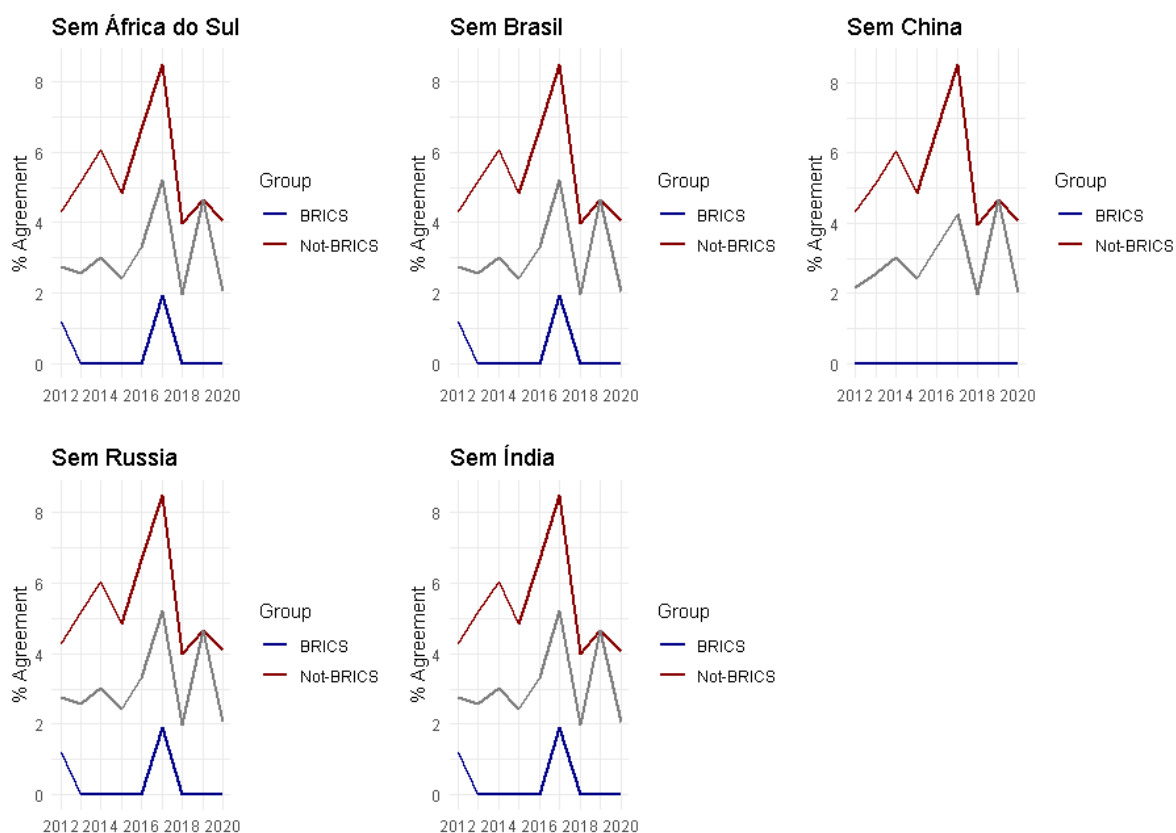 Sem África do Sul
% Agreement
8
6
4
2
0
2012 2014 2016 2018 2020
Group
BRICS
Not-BRICS
Sem Brasil
% Agreement
8
6
4
2
0
2012 2014 2016 2018 2020
Group
BRICS
Not-BRICS
Sem China
% Agreement
8
6
4
2
0
2012 2014 2016 2018 2020
Group
BRICS
Not-BRICS
Sem Russia
% Agreement
8
6
4
2
0
2012 2014 2016 2018 2020
Group
BRICS
Not-BRICS
Sem Índia
% Agreement
8
6
4
2
0
2012 2014 2016 2018 2020
Group
BRICS
Not-BRICS